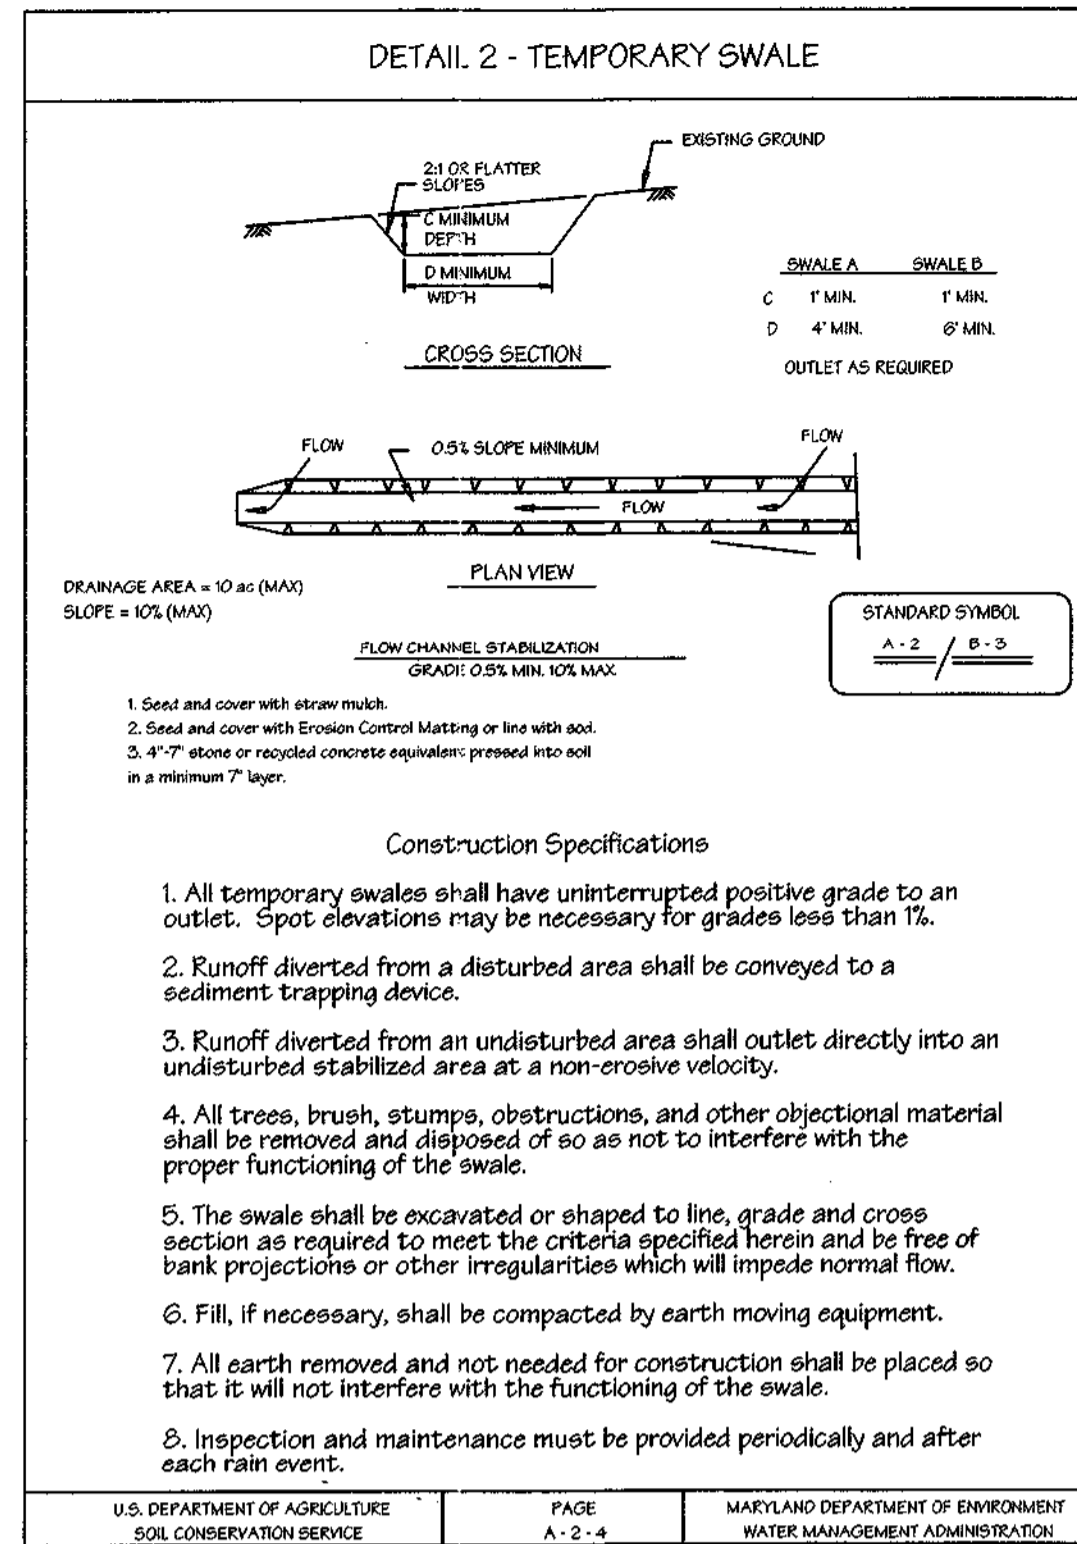 DETAIL 2 - TEMPORARY SWALE
EXISTING GROUND
2:1 OR FLATTER
SLOPES
C MINIMUM
DEPTH
D MINIMUM
WIDTH
SWALE A SWALE B
C 1' MIN. 1' MIN.
D 4' MIN. 6' MIN.
CROSS SECTION
OUTLET AS REQUIRED
FLOW
0.5% SLOPE MINIMUM
FLOW
FLOW
PLAN VIEW
DRAINAGE AREA = 10 ac (MAX)
SLOPE = 10% (MAX)
STANDARD SYMBOL
A - 2 / B - 3
FLOW CHANNEL STABILIZATION
GRADE 0.5% MIN. 10% MAX
1. Seed and cover with straw mulch.
2. Seed and cover with Erosion Control Matting or line with sod.
3. 4"-7" stone or recycled concrete equivalent pressed into soil
in a minimum 7" layer.
Construction Specifications
1. All temporary swales shall have uninterrupted positive grade to an
outlet. Spot elevations may be necessary for grades less than 1%.
2. Runoff diverted from a disturbed area shall be conveyed to a
sediment trapping device.
3. Runoff diverted from an undisturbed area shall outlet directly into an
undisturbed stabilized area at a non-erosive velocity.
4. All trees, brush, stumps, obstructions, and other objectional material
shall be removed and disposed of so as not to interfere with the
proper functioning of the swale.
5. The swale shall be excavated or shaped to line, grade and cross
section as required to meet the criteria specified herein and be free of
bank projections or other irregularities which will impede normal flow.
6. Fill, if necessary, shall be compacted by earth moving equipment.
7. All earth removed and not needed for construction shall be placed so
that it will not interfere with the functioning of the swale.
8. Inspection and maintenance must be provided periodically and after
each rain event.
U.S. DEPARTMENT OF AGRICULTURE
SOIL CONSERVATION SERVICE
PAGE
A - 2 - 4
MARYLAND DEPARTMENT OF ENVIRONMENT
WATER MANAGEMENT ADMINISTRATION